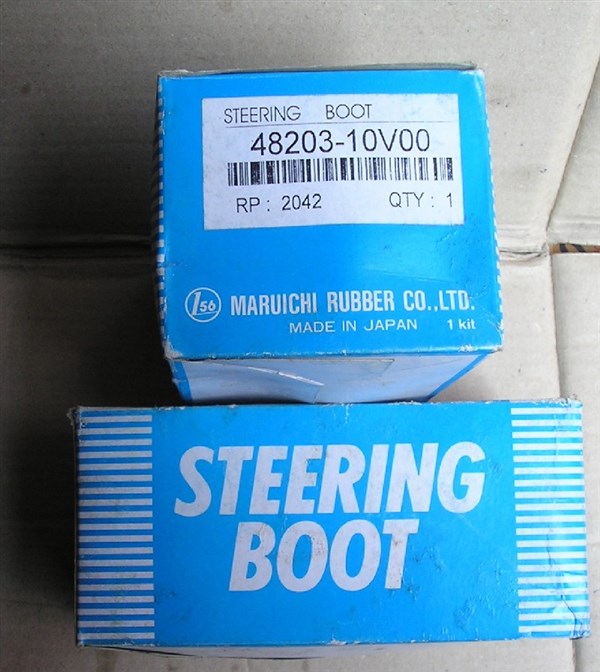 STEERING BOOT
48203-10V00
RP: 2042 QTY: 1
156 MARUICHI RUBBER CO.,LTD.
MADE IN JAPAN 1 kit
STEERING
BOOT